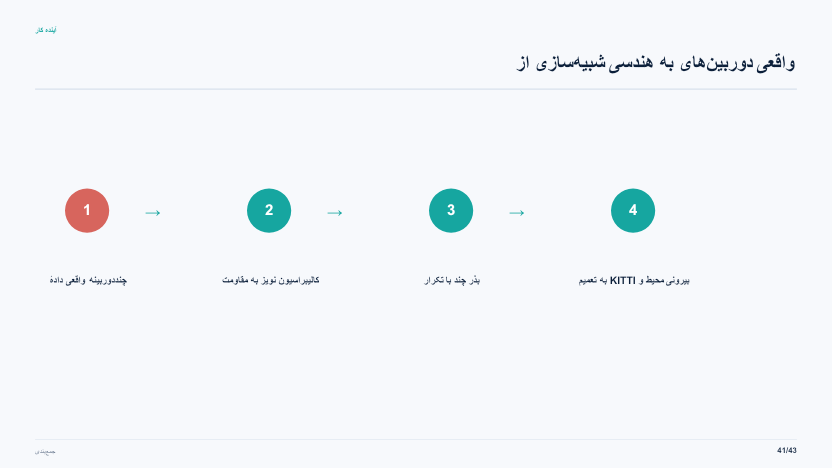 آینده کار
واقعی دوربین‌های به هندسی شبیه‌سازی از
1 → 2 → 3 → 4
چنددوربینه واقعی دادهٔ
کالیبراسیون نویز به مقاومت
بذر چند با تکرار
بیرونی محیط و KITTI به تعمیم
جمع‌بندی
41/43